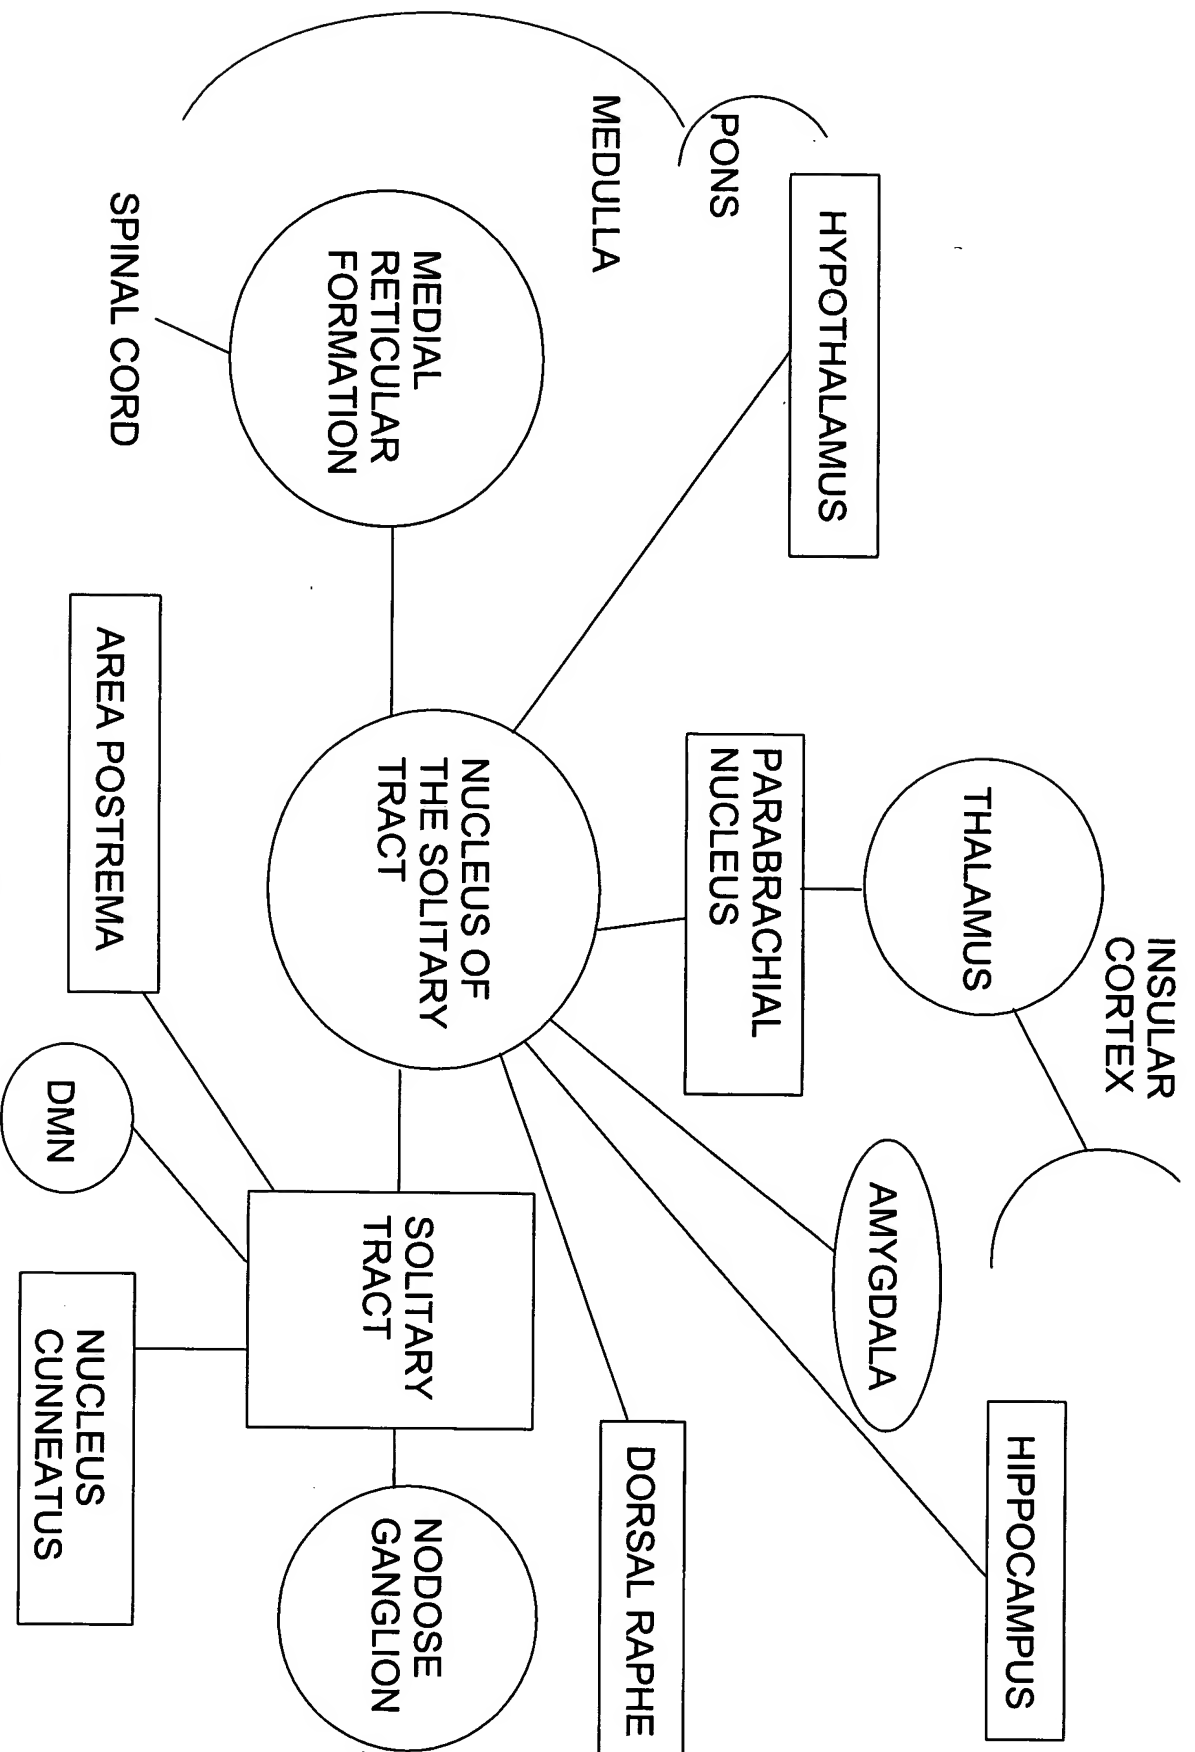 INSULAR
CORTEX
THALAMUS
HIPPOCAMPUS
HYPOTHALAMUS
AMYGDALA
PARABRACHIAL
NUCLEUS
PONS
DORSAL RAPHE
MEDULLA
NUCLEUS OF
THE SOLITARY
TRACT
MEDIAL
RETICULAR
FORMATION
SOLITARY
TRACT
NODOSE
GANGLION
SPINAL CORD
AREA POSTREMA
DMN
NUCLEUS
CUNNEATUS